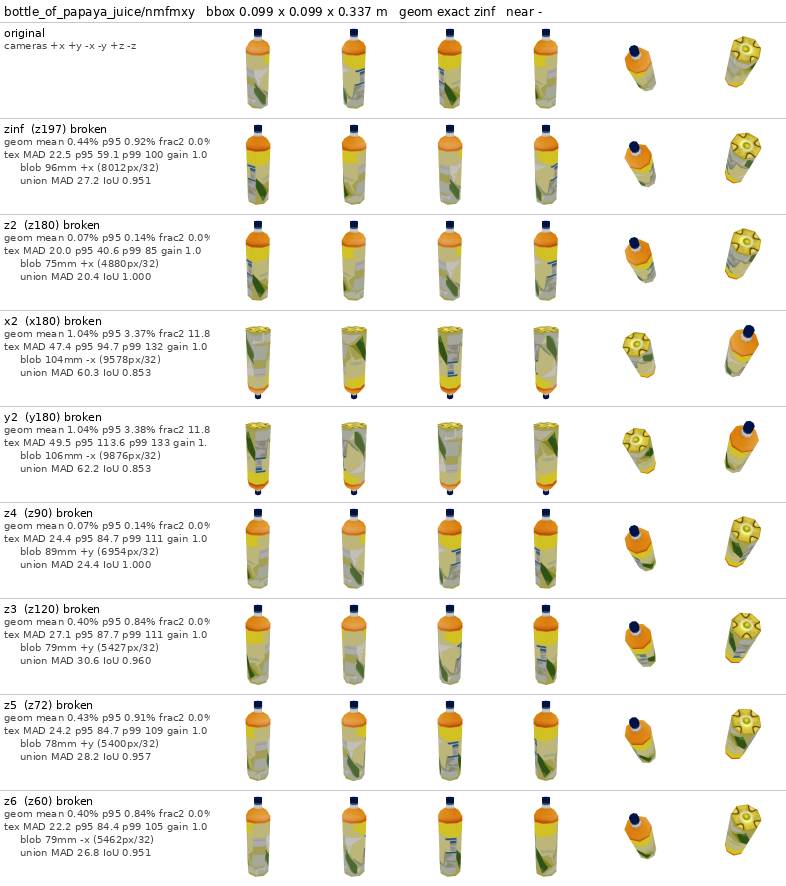 bottle_of_papaya_juice/nmfmxy bbox 0.099 x 0.099 x 0.337 m geom exact zinf near -
original
cameras +x +y -x -y +z -z
zinf (z197) broken
geom mean 0.44% p95 0.92% frac2 0.0%
tex MAD 22.5 p95 59.1 p99 100 gain 1.0
blob 96mm +x (8012px/32)
union MAD 27.2 IoU 0.951
z2 (z180) broken
geom mean 0.07% p95 0.14% frac2 0.0%
tex MAD 20.0 p95 40.6 p99 85 gain 1.0
blob 75mm +x (4880px/32)
union MAD 20.4 IoU 1.000
x2 (x180) broken
geom mean 1.04% p95 3.37% frac2 11.8
tex MAD 47.4 p95 94.7 p99 132 gain 1.0
blob 104mm -x (9578px/32)
union MAD 60.3 IoU 0.853
y2 (y180) broken
geom mean 1.04% p95 3.38% frac2 11.8
tex MAD 49.5 p95 113.6 p99 133 gain 1.
blob 106mm -x (9876px/32)
union MAD 62.2 IoU 0.853
z4 (z90) broken
geom mean 0.07% p95 0.14% frac2 0.0%
tex MAD 24.4 p95 84.7 p99 111 gain 1.0
blob 89mm +y (6954px/32)
union MAD 24.4 IoU 1.000
z3 (z120) broken
geom mean 0.40% p95 0.84% frac2 0.0%
tex MAD 27.1 p95 87.7 p99 111 gain 1.0
blob 79mm +y (5427px/32)
union MAD 30.6 IoU 0.960
z5 (z72) broken
geom mean 0.43% p95 0.91% frac2 0.0%
tex MAD 24.2 p95 84.7 p99 109 gain 1.0
blob 78mm +y (5400px/32)
union MAD 28.2 IoU 0.957
z6 (z60) broken
geom mean 0.40% p95 0.84% frac2 0.0%
tex MAD 22.2 p95 84.4 p99 105 gain 1.0
blob 79mm -x (5462px/32)
union MAD 26.8 IoU 0.951